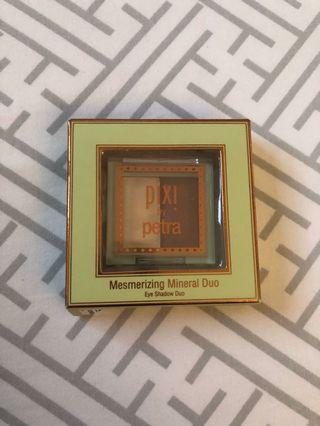 PIXI
by
petra
Mesmerizing Mineral Duo
Eye Shadow Duo